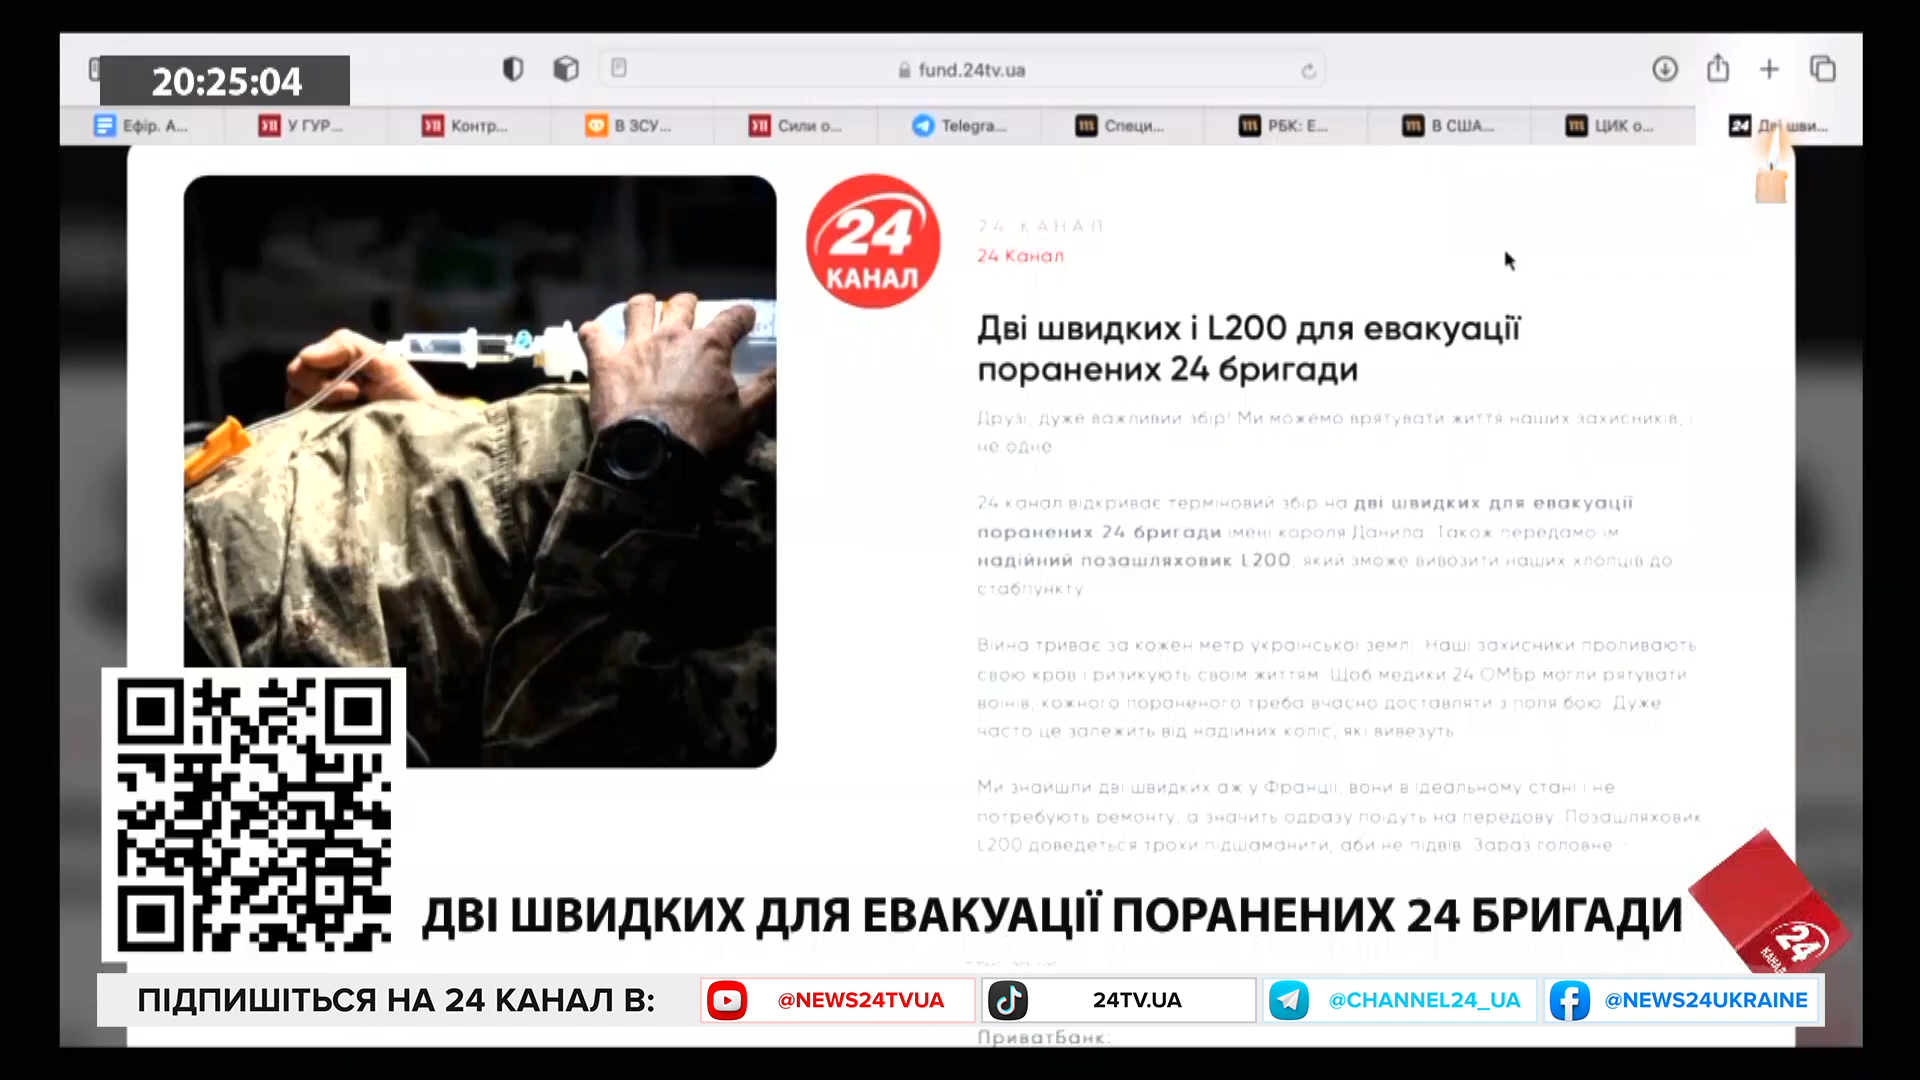 20:25:04
fund.24tv.ua
Ефір. А...
УП
У ГУР...
УП
Контр...
В ЗСУ...
УП
Сили о...
Telegra...
m
Специ...
m
РБК: Е...
m
В США...
m
ЦИК о...
24
Дві шви...
24
КАНАЛ
24 КАНАЛ
24 Канал
Дві швидких і L200 для евакуації
поранених 24 бригади
Друзі, дуже важливий збір! Ми можемо врятувати життя наших захисників, і
не одне.
24 канал відкриває терміновий збір на дві швидких для евакуації
поранених 24 бригади імені короля Данила. Також передамо їм
надійний позашляховик L200, який зможе вивозити наших хлопців до
стабпункту.
Війна триває за кожен метр української землі. Наші захисники проливають
свою кров і ризикують своїм життям. Щоб медики 24 ОМБр могли рятувати
воїнів, кожного пораненого треба вчасно доставляти з поля бою. Дуже
часто це залежить від надійних коліс, які вивезуть.
Ми знайшли дві швидких аж у Франції, вони в ідеальному стані і не
потребують ремонту, а значить одразу поїдуть на передову. Позашляховик
L200 доведеться трохи підшаманити, аби не підвів. Зараз головне -
ДВІ ШВИДКИХ ДЛЯ ЕВАКУАЦІЇ ПОРАНЕНИХ 24 БРИГАДИ
24
КАНАЛ
ПІДПИШІТЬСЯ НА 24 КАНАЛ В:
@NEWS24TVUA
24TV.UA
@CHANNEL24_UA
@NEWS24UKRAINE
ПриватБанк: